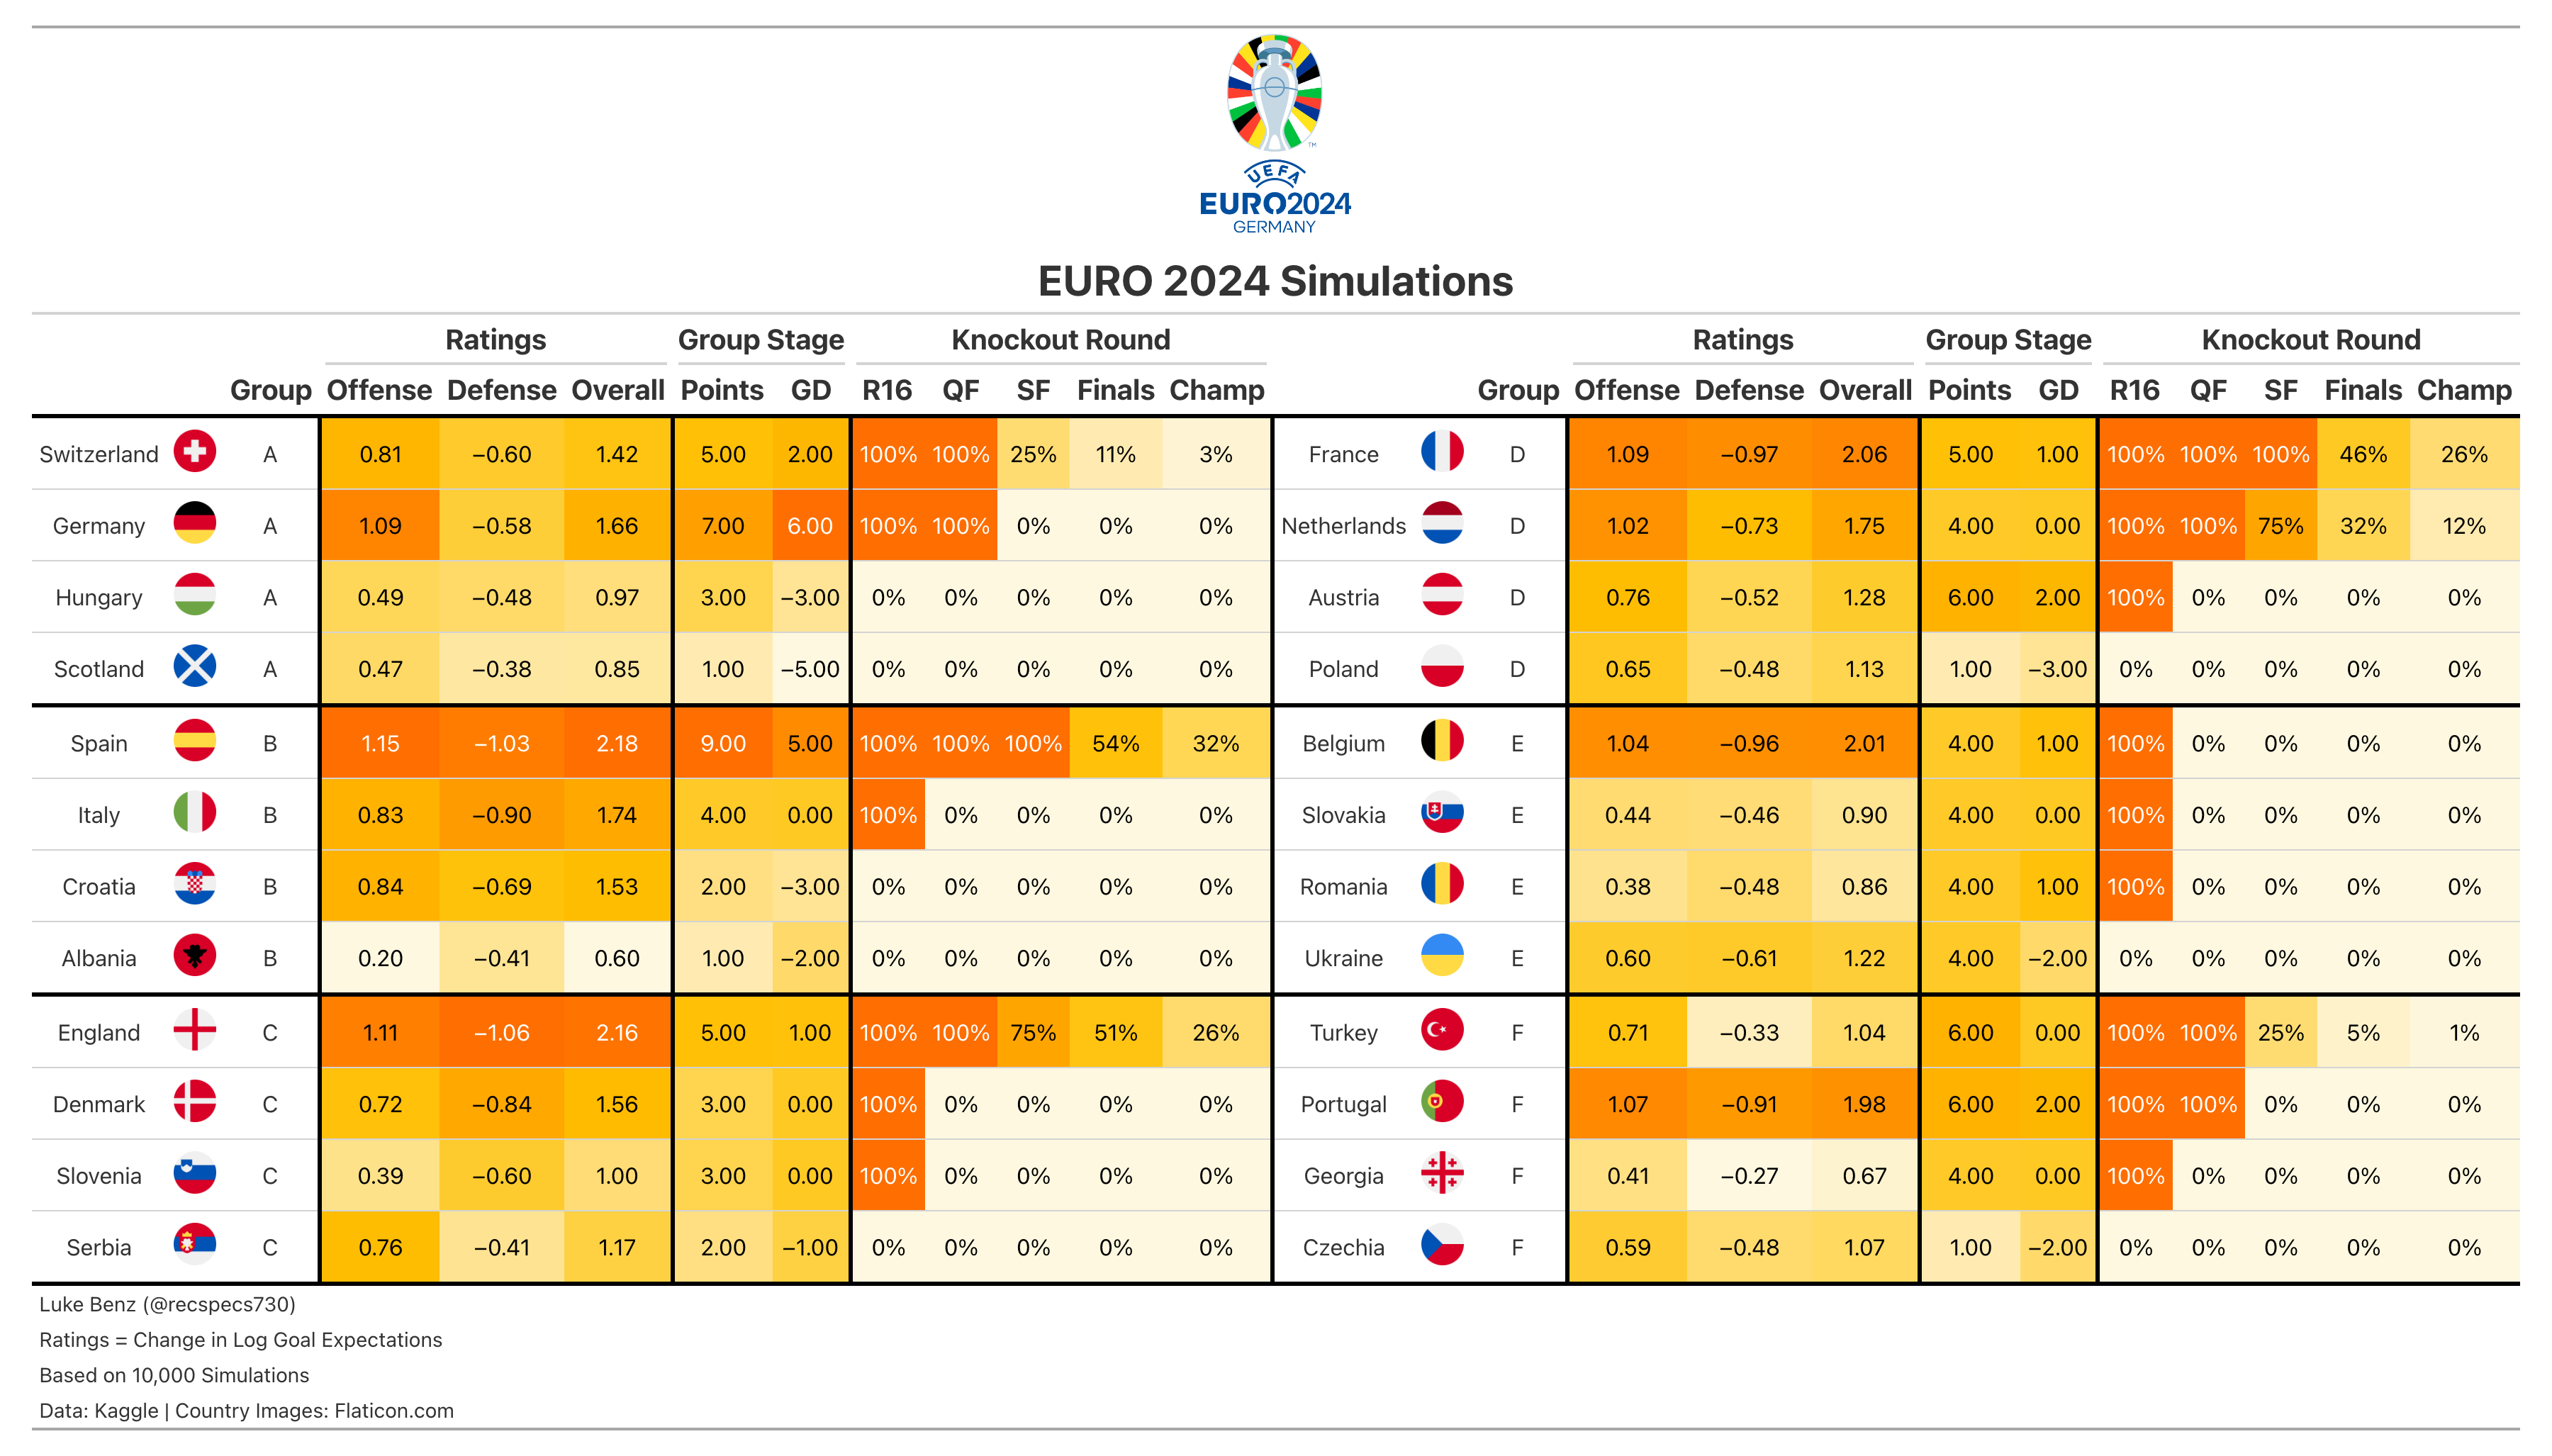 TM
UEFA
EURO2024
GERMANY
EURO 2024 Simulations
Ratings Group Stage Knockout Round Ratings Group Stage Knockout Round
Group Offense Defense Overall Points GD R16 QF SF Finals Champ Group Offense Defense Overall Points GD R16 QF SF Finals Champ
Switzerland A 0.81 −0.60 1.42 5.00 2.00 100% 100% 25% 11% 3% France D 1.09 −0.97 2.06 5.00 1.00 100% 100% 100% 46% 26%
Germany A 1.09 −0.58 1.66 7.00 6.00 100% 100% 0% 0% 0% Netherlands D 1.02 −0.73 1.75 4.00 0.00 100% 100% 75% 32% 12%
Hungary A 0.49 −0.48 0.97 3.00 −3.00 0% 0% 0% 0% 0% Austria D 0.76 −0.52 1.28 6.00 2.00 100% 0% 0% 0% 0%
Scotland A 0.47 −0.38 0.85 1.00 −5.00 0% 0% 0% 0% 0% Poland D 0.65 −0.48 1.13 1.00 −3.00 0% 0% 0% 0% 0%
Spain B 1.15 −1.03 2.18 9.00 5.00 100% 100% 100% 54% 32% Belgium E 1.04 −0.96 2.01 4.00 1.00 100% 0% 0% 0% 0%
Italy B 0.83 −0.90 1.74 4.00 0.00 100% 0% 0% 0% 0% Slovakia E 0.44 −0.46 0.90 4.00 0.00 100% 0% 0% 0% 0%
Croatia B 0.84 −0.69 1.53 2.00 −3.00 0% 0% 0% 0% 0% Romania E 0.38 −0.48 0.86 4.00 1.00 100% 0% 0% 0% 0%
Albania B 0.20 −0.41 0.60 1.00 −2.00 0% 0% 0% 0% 0% Ukraine E 0.60 −0.61 1.22 4.00 −2.00 0% 0% 0% 0% 0%
England C 1.11 −1.06 2.16 5.00 1.00 100% 100% 75% 51% 26% Turkey F 0.71 −0.33 1.04 6.00 0.00 100% 100% 25% 5% 1%
Denmark C 0.72 −0.84 1.56 3.00 0.00 100% 0% 0% 0% 0% Portugal F 1.07 −0.91 1.98 6.00 2.00 100% 100% 0% 0% 0%
Slovenia C 0.39 −0.60 1.00 3.00 0.00 100% 0% 0% 0% 0% Georgia F 0.41 −0.27 0.67 4.00 0.00 100% 0% 0% 0% 0%
Serbia C 0.76 −0.41 1.17 2.00 −1.00 0% 0% 0% 0% 0% Czechia F 0.59 −0.48 1.07 1.00 −2.00 0% 0% 0% 0% 0%
Luke Benz (@recspecs730)
Ratings = Change in Log Goal Expectations
Based on 10,000 Simulations
Data: Kaggle | Country Images: Flaticon.com